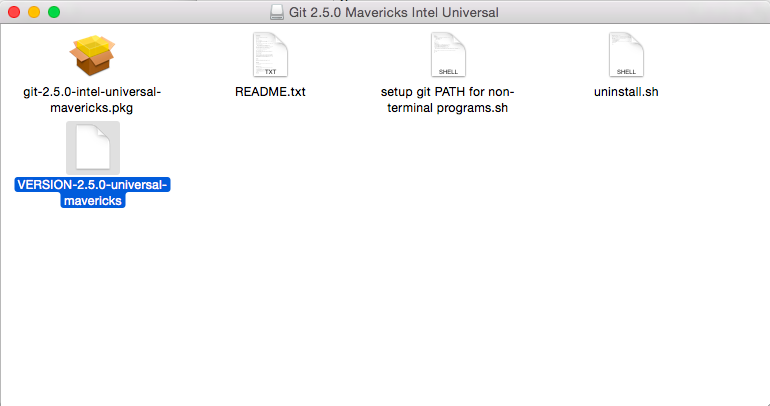 Git 2.5.0 Mavericks Intel Universal
git-2.5.0-intel-universal-
mavericks.pkg
TXT
README.txt
SHELL
setup git PATH for non-
terminal programs.sh
SHELL
uninstall.sh
VERSION-2.5.0-universal-
mavericks